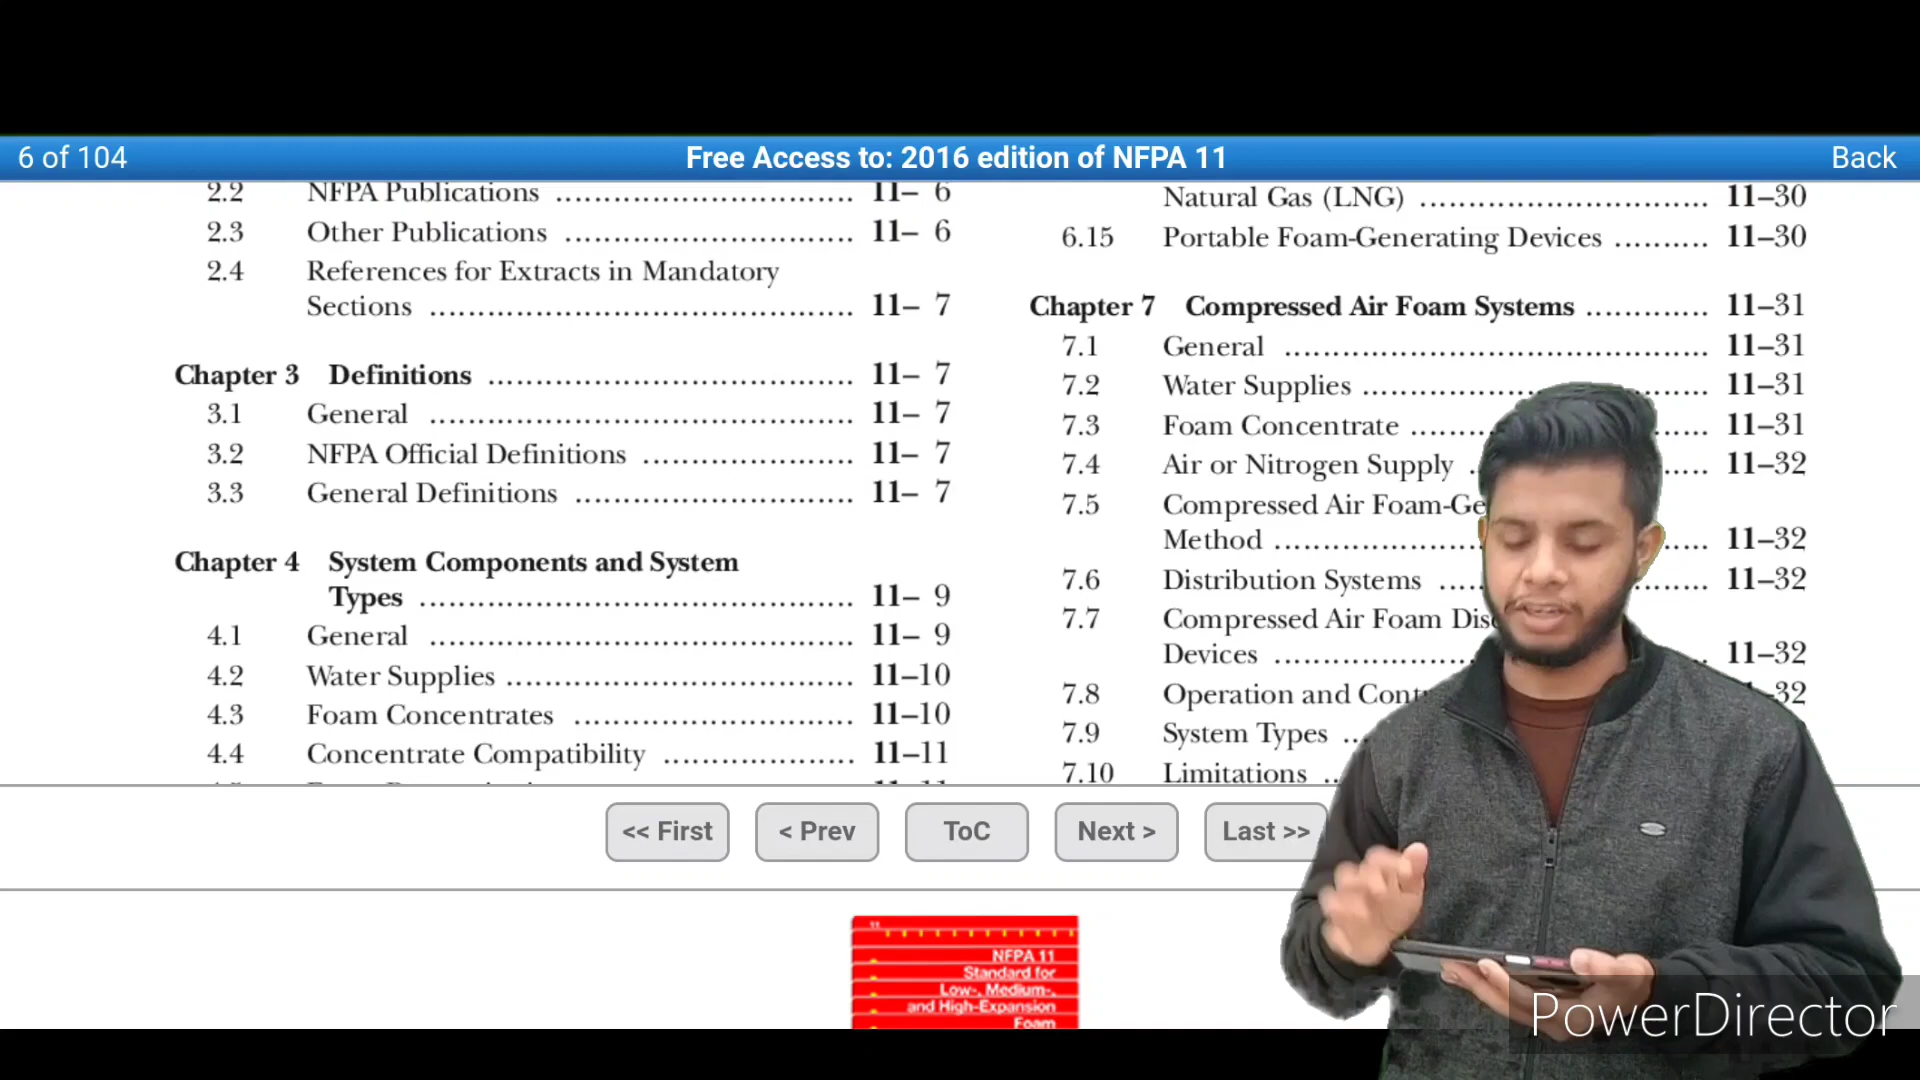 6 of 104
Free Access to: 2016 edition of NFPA 11
Back
2.2 NFPA Publications 11– 6
2.3 Other Publications 11– 6
2.4 References for Extracts in Mandatory
Sections 11– 7
Chapter 3 Definitions 11– 7
3.1 General 11– 7
3.2 NFPA Official Definitions 11– 7
3.3 General Definitions 11– 7
Chapter 4 System Components and System
Types 11– 9
4.1 General 11– 9
4.2 Water Supplies 11–10
4.3 Foam Concentrates 11–10
4.4 Concentrate Compatibility 11–11
Natural Gas (LNG) 11–30
6.15 Portable Foam-Generating Devices 11–30
Chapter 7 Compressed Air Foam Systems 11–31
7.1 General 11–31
7.2 Water Supplies 11–31
7.3 Foam Concentrate 11–31
7.4 Air or Nitrogen Supply 11–32
7.5 Compressed Air Foam-Ge
Method 11–32
7.6 Distribution Systems 11–32
7.7 Compressed Air Foam Dis
Devices 11–32
7.8 Operation and Cont –32
7.9 System Types
7.10 Limitations
<< First
< Prev
ToC
Next >
Last >>
11
NFPA 11
Standard for
Low-, Medium-,
and High-Expansion
Foam
PowerDirector